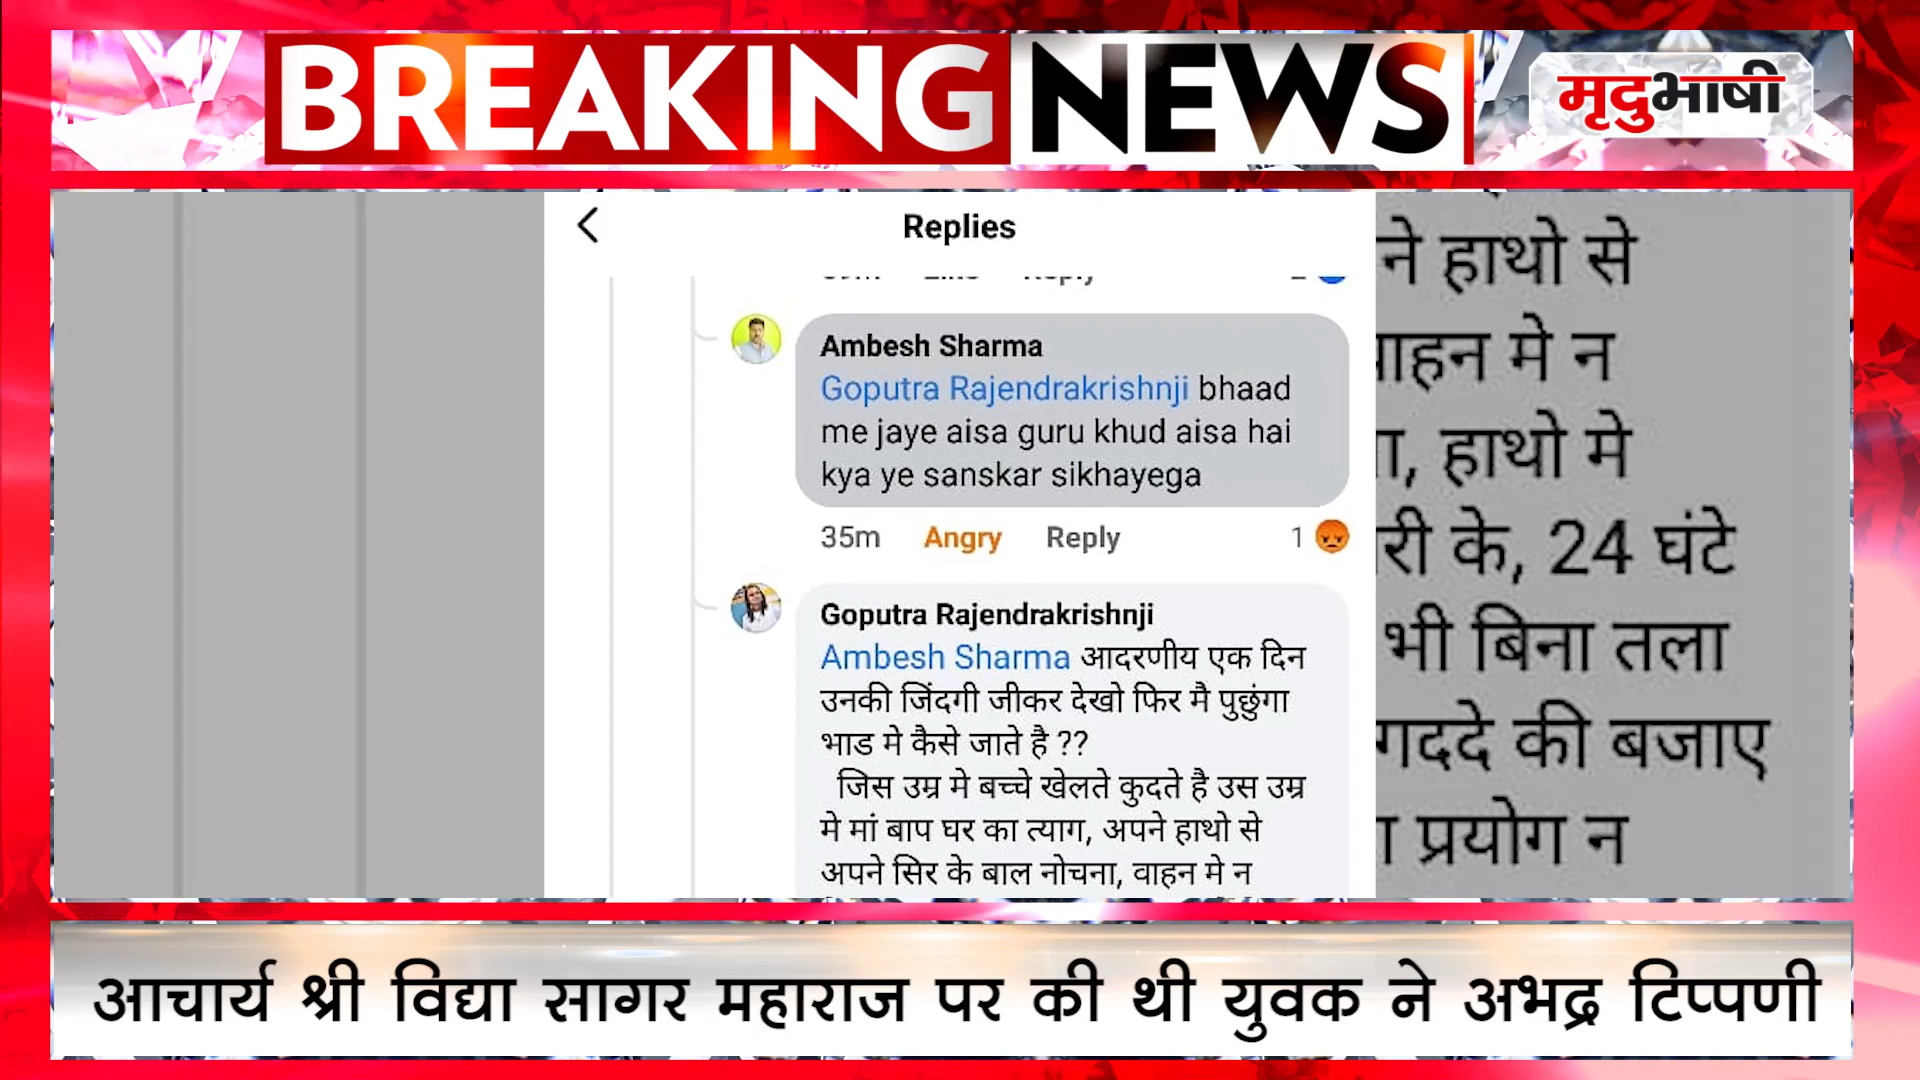 BREAKING NEWS
मृदुभाषी
Replies
Reply
Ambesh Sharma
Goputra Rajendrakrishnji bhaad
me jaye aisa guru khud aisa hai
kya ye sanskar sikhayega
35m Angry Reply 1
Goputra Rajendrakrishnji
Ambesh Sharma आदरणीय एक दिन
उनकी जिंदगी जीकर देखो फिर मै पुछुंगा
भाड मे कैसे जाते है ??
जिस उम्र मे बच्चे खेलते कुदते है उस उम्र
मे मां बाप घर का त्याग, अपने हाथो से
अपने सिर के बाल नोचना, वाहन मे न
ने हाथो से
मे न
हाथो मे
के, 24 घंटे
भी बिना तला
गददे की बजाए
प्रयोग न
आचार्य श्री विद्या सागर महाराज पर की थी युवक ने अभद्र टिप्पणी